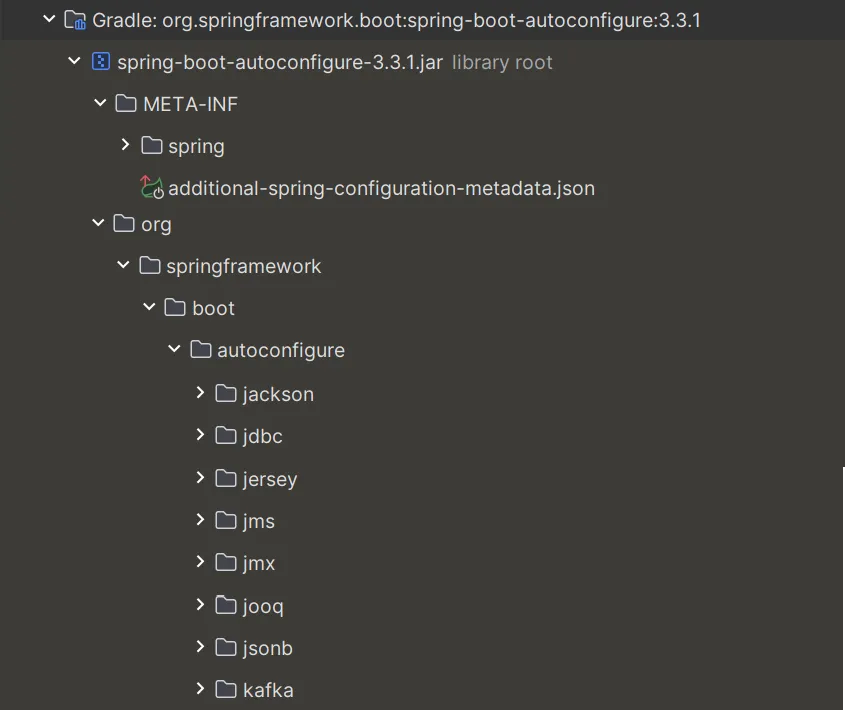 Gradle: org.springframework.boot:spring-boot-autoconfigure:3.3.1
spring-boot-autoconfigure-3.3.1.jar library root
META-INF
spring
additional-spring-configuration-metadata.json
org
springframework
boot
autoconfigure
jackson
jdbc
jersey
jms
jmx
jooq
jsonb
kafka